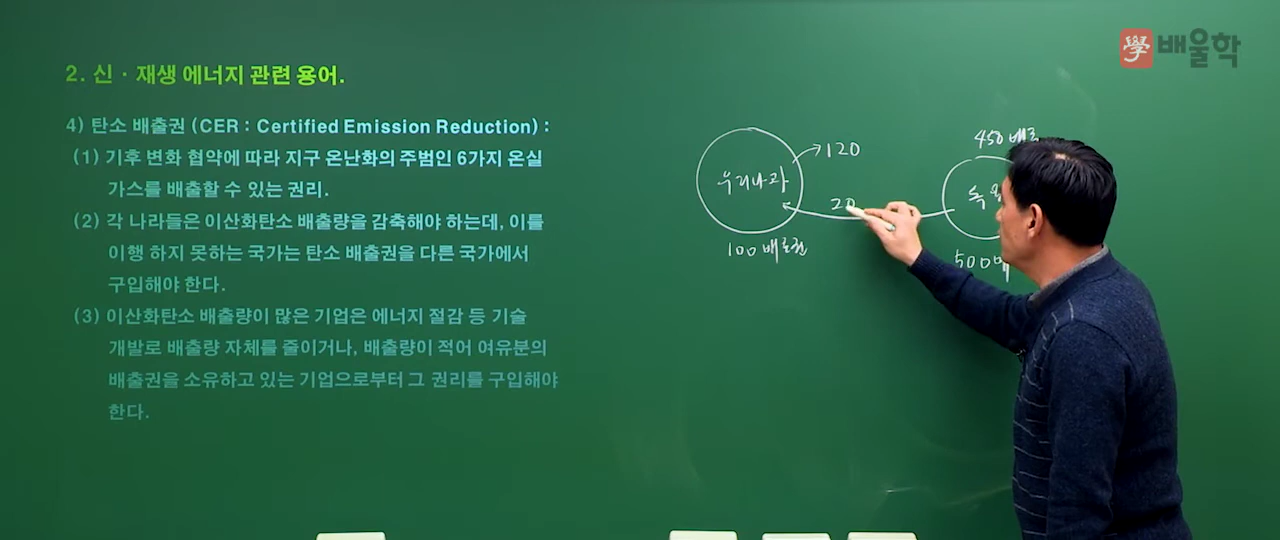 學 배울학
2. 신 · 재생 에너지 관련 용어.
4) 탄소 배출권 (CER : Certified Emission Reduction) :
(1) 기후 변화 협약에 따라 지구 온난화의 주범인 6가지 온실
가스를 배출할 수 있는 권리.
(2) 각 나라들은 이산화탄소 배출량을 감축해야 하는데, 이를
이행 하지 못하는 국가는 탄소 배출권을 다른 국가에서
구입해야 한다.
(3) 이산화탄소 배출량이 많은 기업은 에너지 절감 등 기술
개발로 배출량 자체를 줄이거나, 배출량이 적어 여유분의
배출권을 소유하고 있는 기업으로부터 그 권리를 구입해야
한다.
120
우리나라
20
100 배출권
450
500